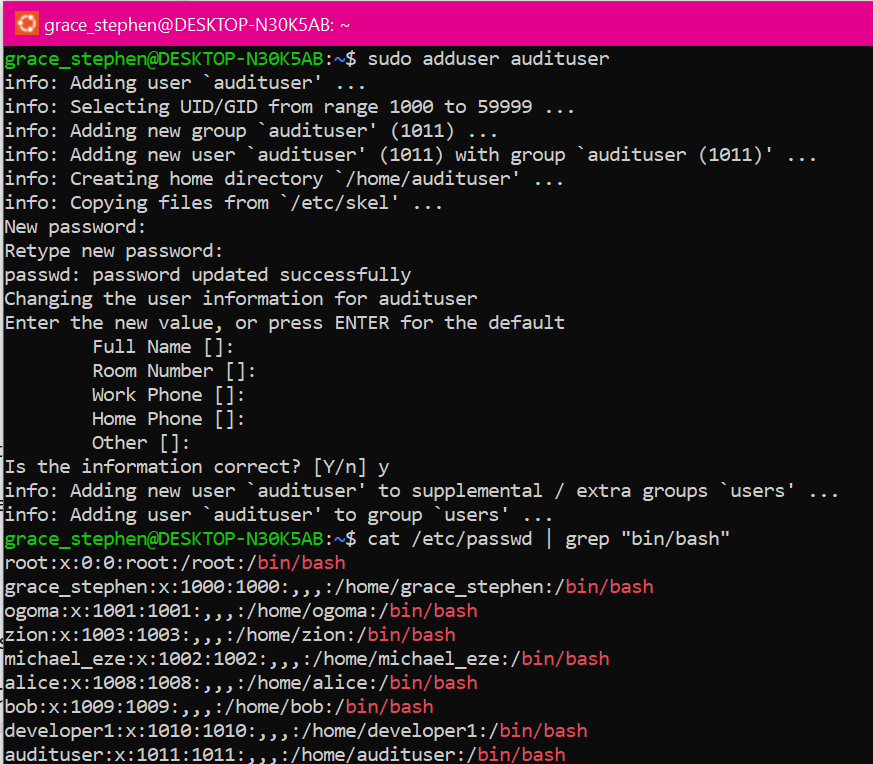 grace_stephen@DESKTOP-N30K5AB: ~
grace_stephen@DESKTOP-N30K5AB:~$ sudo adduser audituser
info: Adding user `audituser' ...
info: Selecting UID/GID from range 1000 to 59999 ...
info: Adding new group `audituser' (1011) ...
info: Adding new user `audituser' (1011) with group `audituser (1011)' ...
info: Creating home directory `/home/audituser' ...
info: Copying files from `/etc/skel' ...
New password:
Retype new password:
passwd: password updated successfully
Changing the user information for audituser
Enter the new value, or press ENTER for the default
        Full Name []:
        Room Number []:
        Work Phone []:
        Home Phone []:
        Other []:
Is the information correct? [Y/n] y
info: Adding new user `audituser' to supplemental / extra groups `users' ...
info: Adding user `audituser' to group `users' ...
grace_stephen@DESKTOP-N30K5AB:~$ cat /etc/passwd | grep "bin/bash"
root:x:0:0:root:/root:/bin/bash
grace_stephen:x:1000:1000:,,,:/home/grace_stephen:/bin/bash
ogoma:x:1001:1001:,,,:/home/ogoma:/bin/bash
zion:x:1003:1003:,,,:/home/zion:/bin/bash
michael_eze:x:1002:1002:,,,:/home/michael_eze:/bin/bash
alice:x:1008:1008:,,,:/home/alice:/bin/bash
bob:x:1009:1009:,,,:/home/bob:/bin/bash
developer1:x:1010:1010:,,,:/home/developer1:/bin/bash
audituser:x:1011:1011:,,,:/home/audituser:/bin/bash